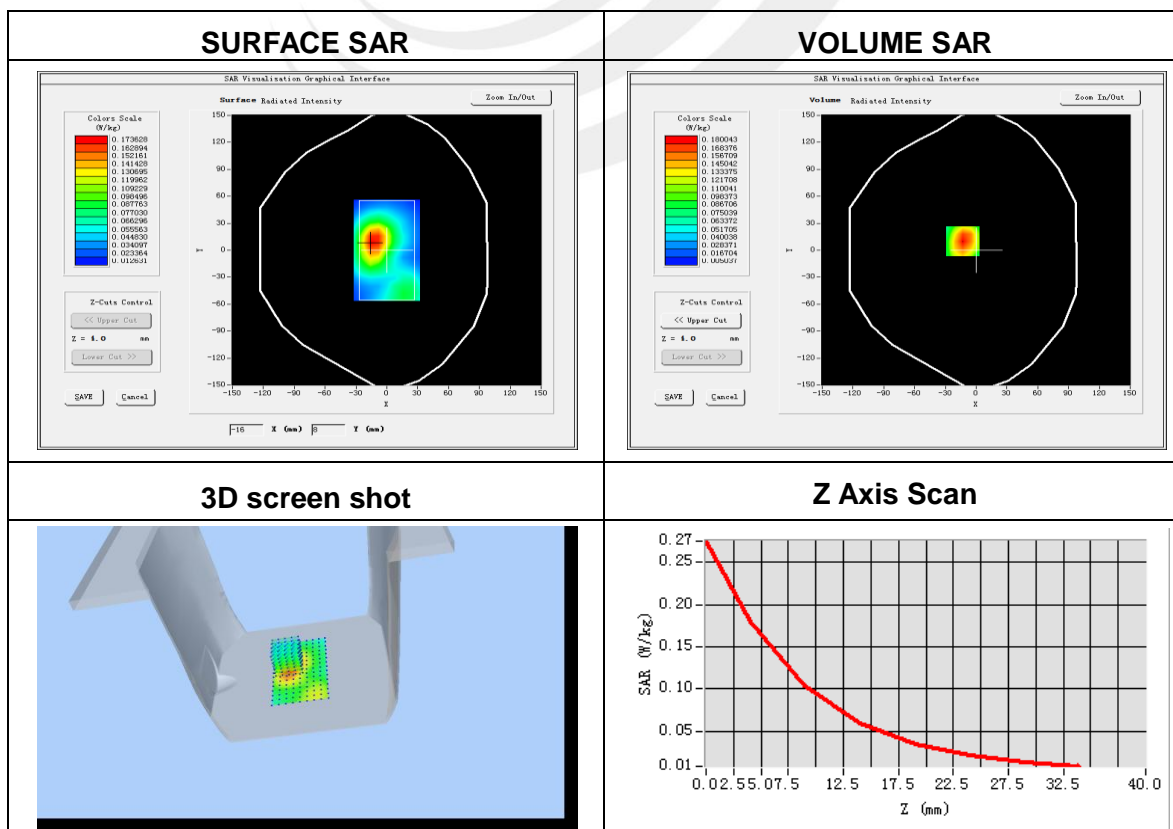 SURFACE SAR
VOLUME SAR
SAR Visualisation Graphical Interface
Surface Radiated Intensity
Zoom In/Out
Colors Scale
(W/kg)
0.173628
0.162894
0.152161
0.141428
0.130695
0.119962
0.109229
0.098496
0.087763
0.077030
0.066296
0.055563
0.044830
0.034097
0.023364
0.012631
Z-Cuts Control
<< Upper Cut
Z = 4.0 mm
Lower Cut >>
SAVE Cancel
150
120
90
60
30
0
-30
-60
-90
-120
-150
Y
-150 -120 -90 -60 -30 0 30 60 90 120 150
X
-16 X (mm) 8 Y (mm)
SAR Visualisation Graphical Interface
Volume Radiated Intensity
Zoom In/Out
Colors Scale
(W/kg)
0.180043
0.168376
0.156709
0.145042
0.133375
0.121708
0.110041
0.098373
0.086706
0.075039
0.063372
0.051705
0.040038
0.028371
0.016704
0.005037
Z-Cuts Control
<< Upper Cut
Z = 4.0 mm
Lower Cut >>
SAVE Cancel
150
120
90
60
30
0
-30
-60
-90
-120
-150
Y
-150 -120 -90 -60 -30 0 30 60 90 120 150
X
3D screen shot
Z Axis Scan
0.27
0.25
0.20
0.15
0.10
0.05
0.01
SAR (W/kg)
0.0 2.5 5.0 7.5 12.5 17.5 22.5 27.5 32.5 40.0
Z (mm)